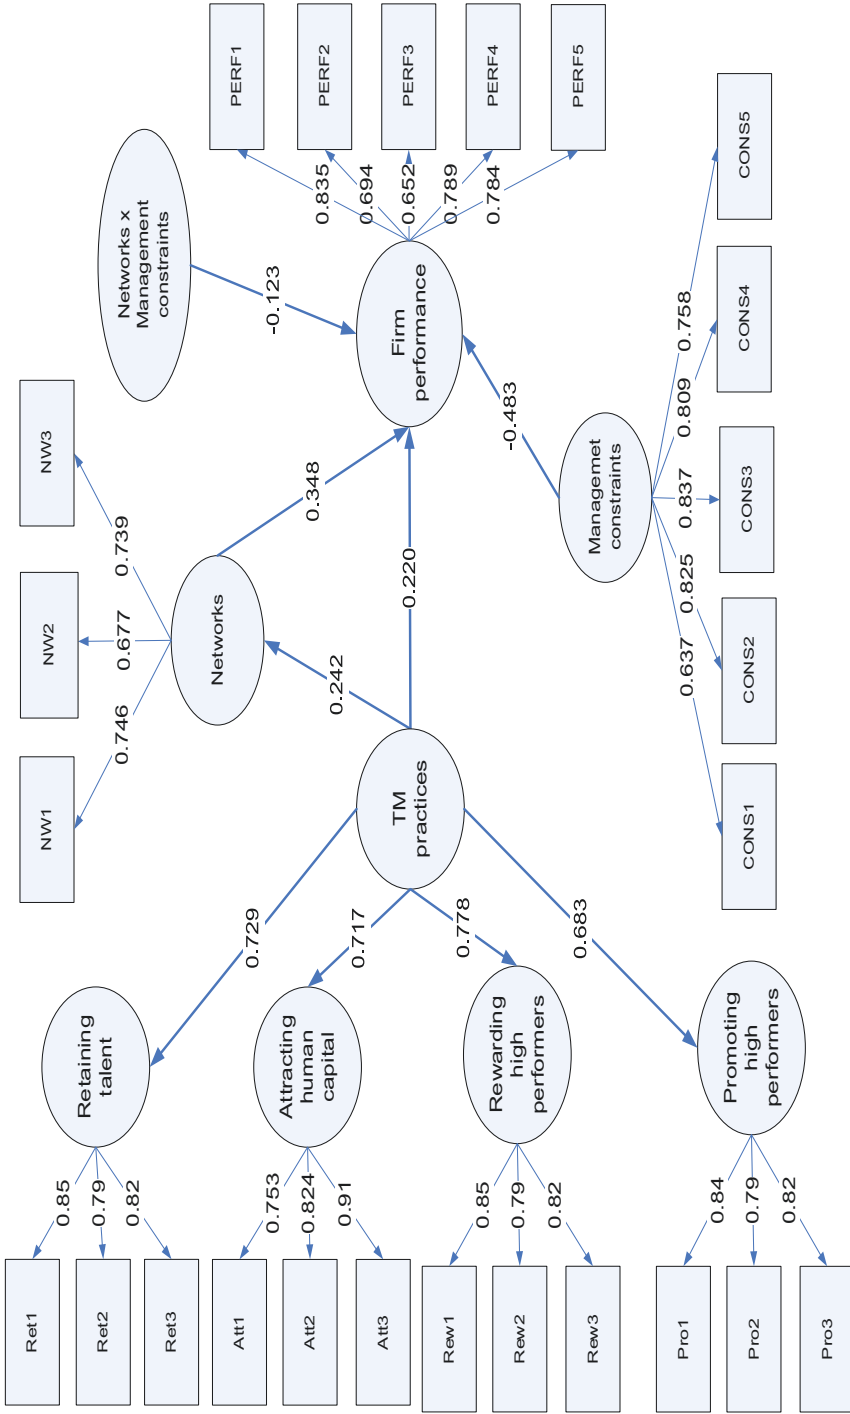 Ret1
Ret2
Ret3
Att1
Att2
Att3
Rew1
Rew2
Rew3
Pro1
Pro2
Pro3
0.85
0.79
0.82
0.753
0.824
0.91
0.85
0.79
0.82
0.84
0.79
0.82
Retaining
talent
Attracting
human
capital
Rewarding
high
performers
Promoting
high
performers
0.729
0.717
0.778
0.683
TM
practices
NW1
NW2
NW3
0.746
0.677
0.739
Networks
0.242
0.220
0.348
CONS1
CONS2
CONS3
CONS4
CONS5
0.637
0.825
0.837
0.809
0.758
Managemet
constraints
-0.483
Networks x
Management
constraints
-0.123
Firm
performance
0.835
0.694
0.652
0.789
0.784
PERF1
PERF2
PERF3
PERF4
PERF5